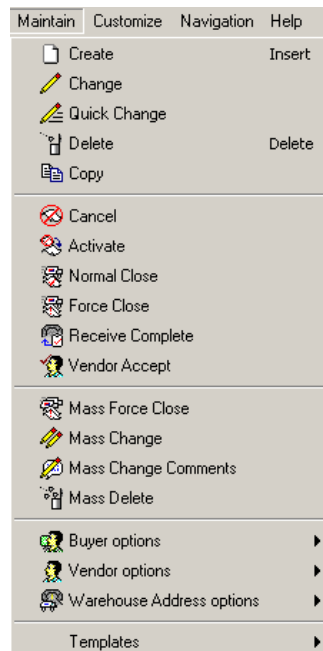 Maintain Customize Navigation Help
Create Insert
Change
Quick Change
Delete Delete
Copy
Cancel
Activate
Normal Close
Force Close
Receive Complete
Vendor Accept
Mass Force Close
Mass Change
Mass Change Comments
Mass Delete
Buyer options
Vendor options
Warehouse Address options
Templates